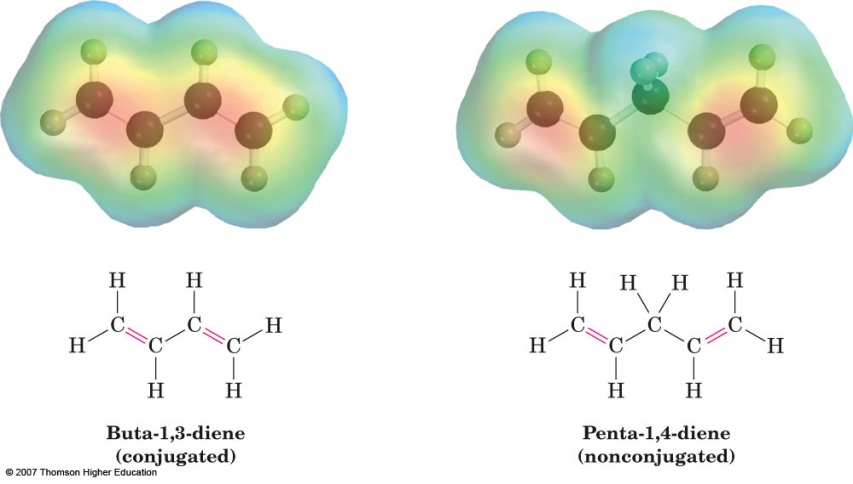 H H
C C H
H C C
H H
Buta-1,3-diene
(conjugated)
H H H H
C C C
H C C H
H H
Penta-1,4-diene
(nonconjugated)
© 2007 Thomson Higher Education